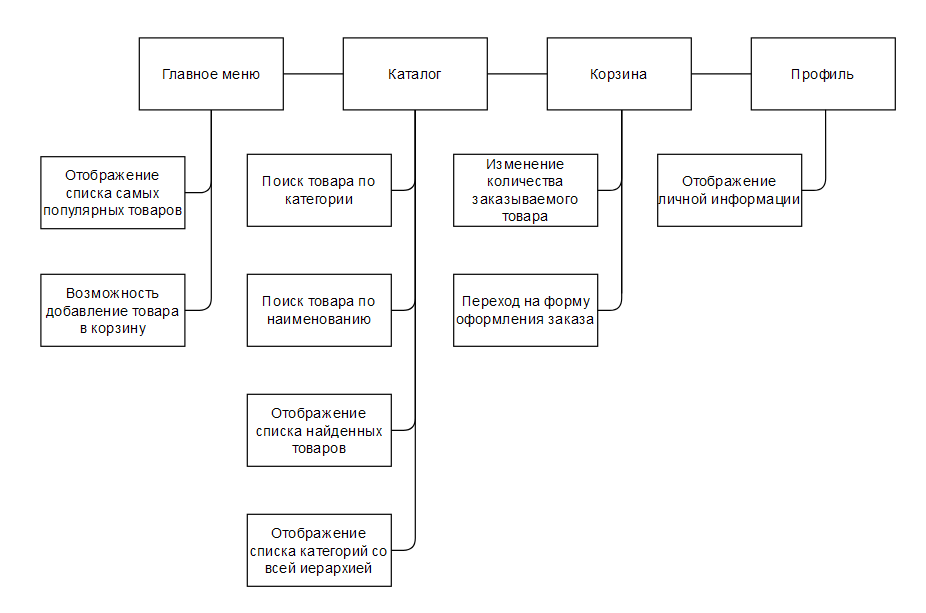 Главное меню
Каталог
Корзина
Профиль
Отображение
списка самых
популярных товаров
Возможность
добавление товара
в корзину
Поиск товара по
категории
Поиск товара по
наименованию
Отображение
списка найденных
товаров
Отображение
списка категорий со
всей иерархией
Изменение
количества
заказываемого
товара
Переход на форму
оформления заказа
Отображение
личной информации